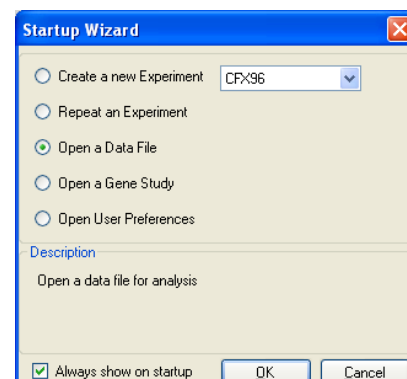 Startup Wizard
Create a new Experiment CFX96
Repeat an Experiment
Open a Data File
Open a Gene Study
Open User Preferences
Description
Open a data file for analysis
Always show on startup OK Cancel